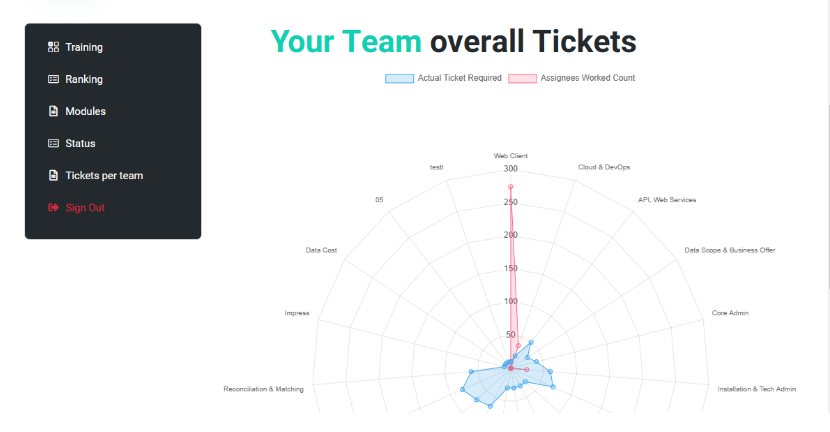 Your Team overall Tickets
Training
Ranking
Modules
Status
Tickets per team
Sign Out
Actual Ticket Required
Assignees Worked Count
Web Client
testt
Cloud & DevOps
05
API, Web Services
Data Cost
Data Scope & Business Offer
Impress
Core Admin
Reconciliation & Matching
Installation & Tech Admin
300
250
200
150
100
50